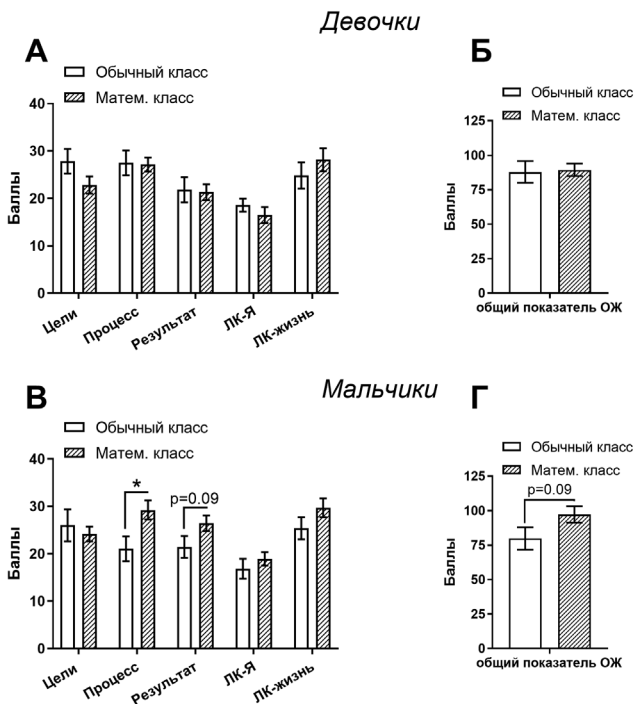 Девочки
А
Обычный класс
Матем. класс
40
30
20
10
0
Баллы
Цели
Процесс
Результат
ЛК-Я
ЛК-жизнь
Б
Обычный класс
Матем. класс
125
100
75
50
25
0
Баллы
общий показатель ОЖ
Мальчики
В
Обычный класс
Матем. класс
40
30
20
10
0
Баллы
*
p=0.09
Цели
Процесс
Результат
ЛК-Я
ЛК-жизнь
Г
Обычный класс
Матем. класс
125
100
75
50
25
0
Баллы
p=0.09
общий показатель ОЖ